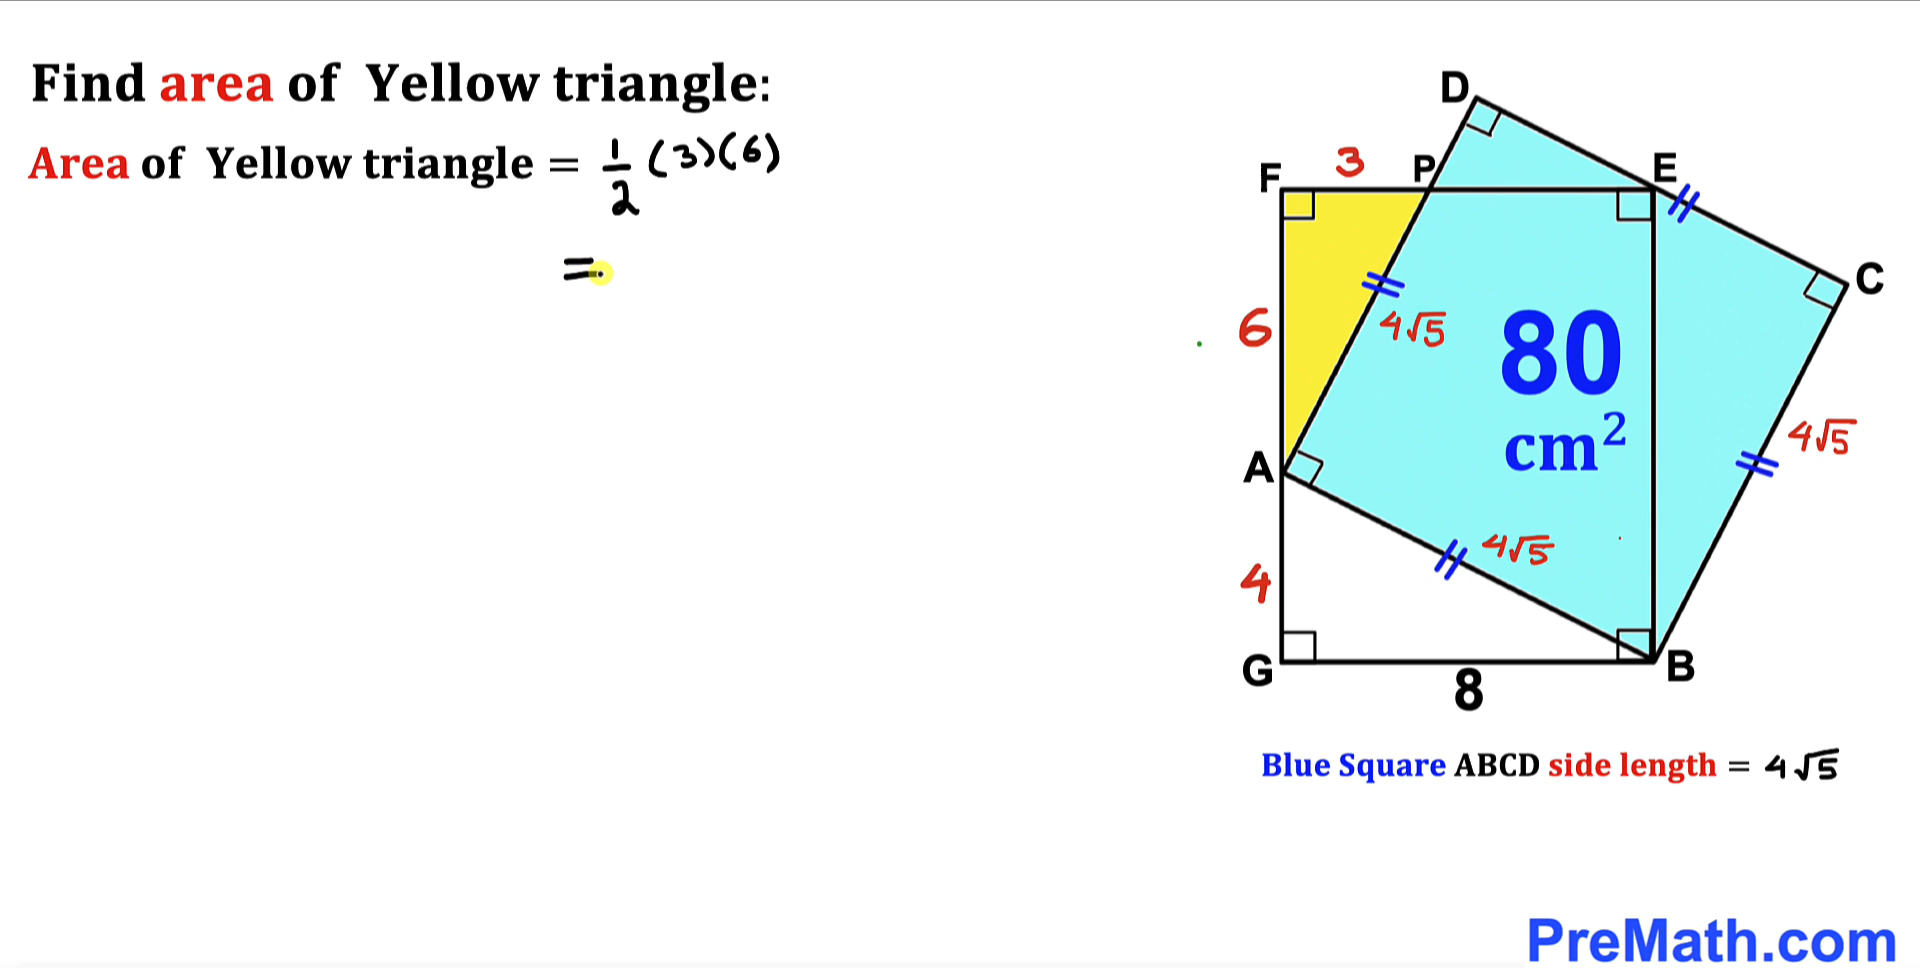 Find area of Yellow triangle:
Area of Yellow triangle = 1/2 (3)(6)
=
D
F 3 P E
C
6 4√5 80
cm²
4√5
A
4√5
4
G B
8
Blue Square ABCD side length = 4√5
PreMath.com